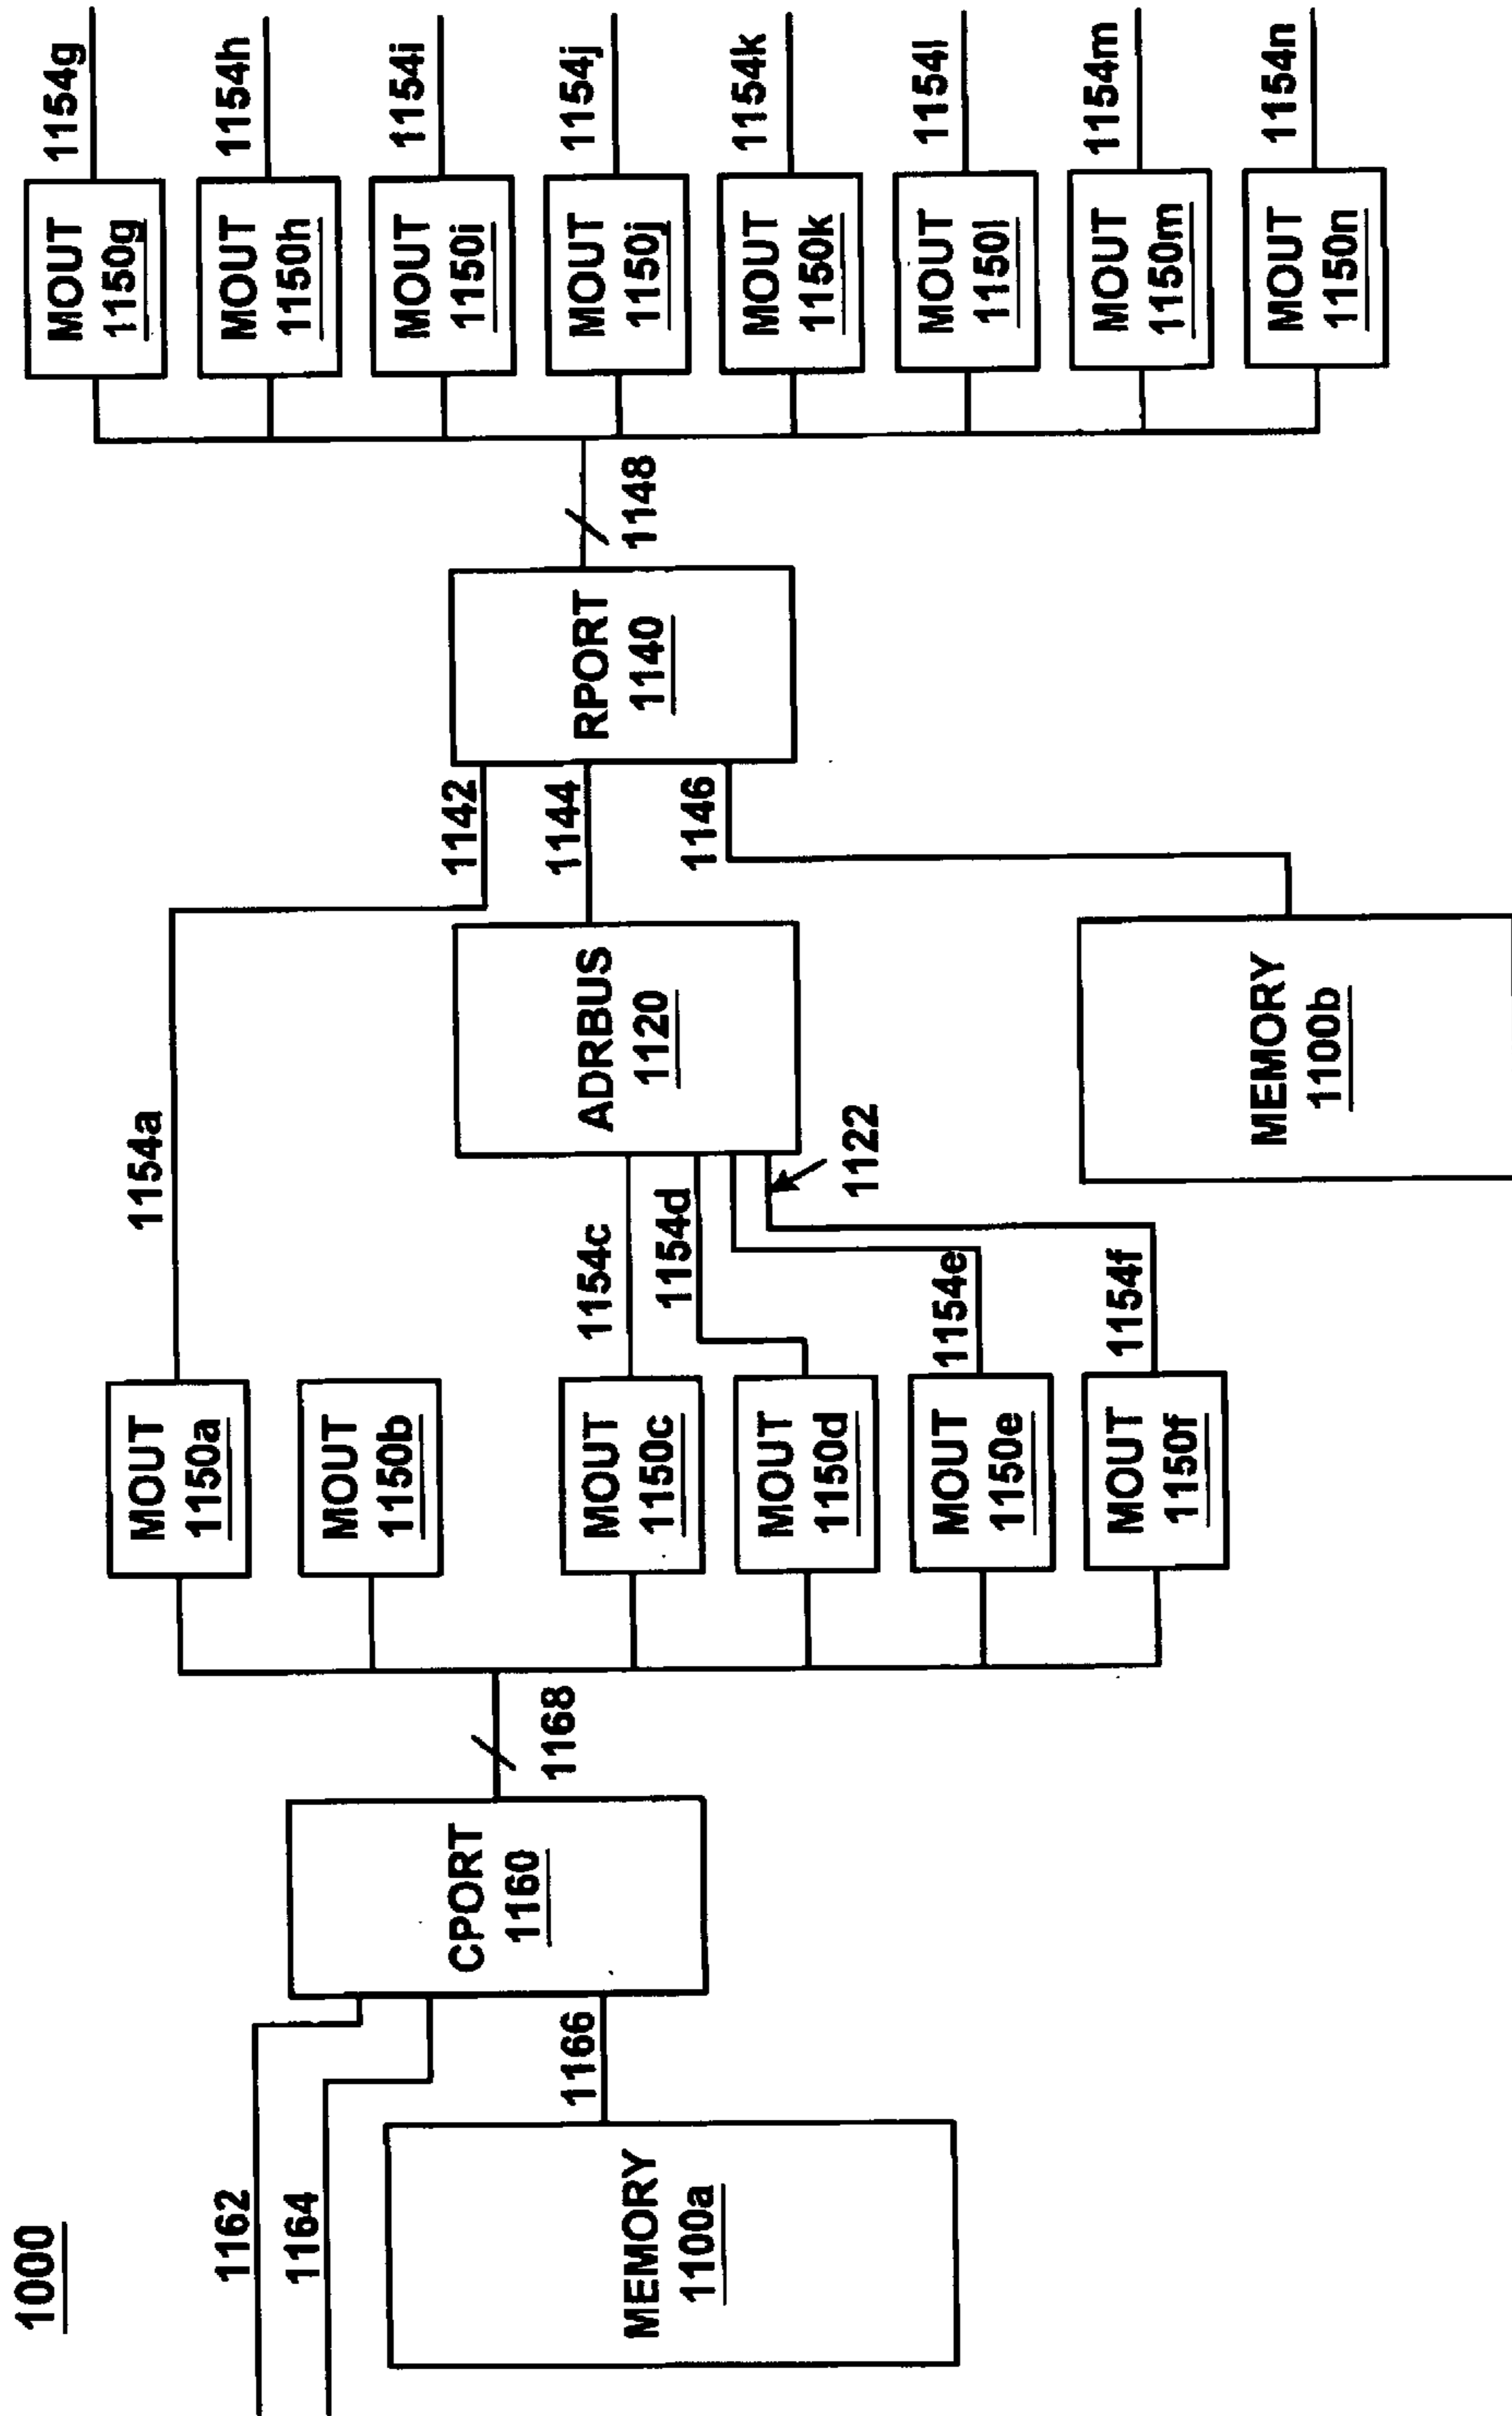 1000
1162
1164
MEMORY
1100a
1166
CPORT
1160
1168
MOUT
1150a
MOUT
1150b
MOUT
1150c
MOUT
1150d
MOUT
1150e
MOUT
1150f
1154a
1154c
1154d
1154e
1154f
1122
ADRBUS
1120
MEMORY
1100b
1142
1144
1146
RPORT
1140
1148
MOUT
1150g
MOUT
1150h
MOUT
1150i
MOUT
1150j
MOUT
1150k
MOUT
1150l
MOUT
1150m
MOUT
1150n
1154g
1154h
1154i
1154j
1154k
1154l
1154m
1154n